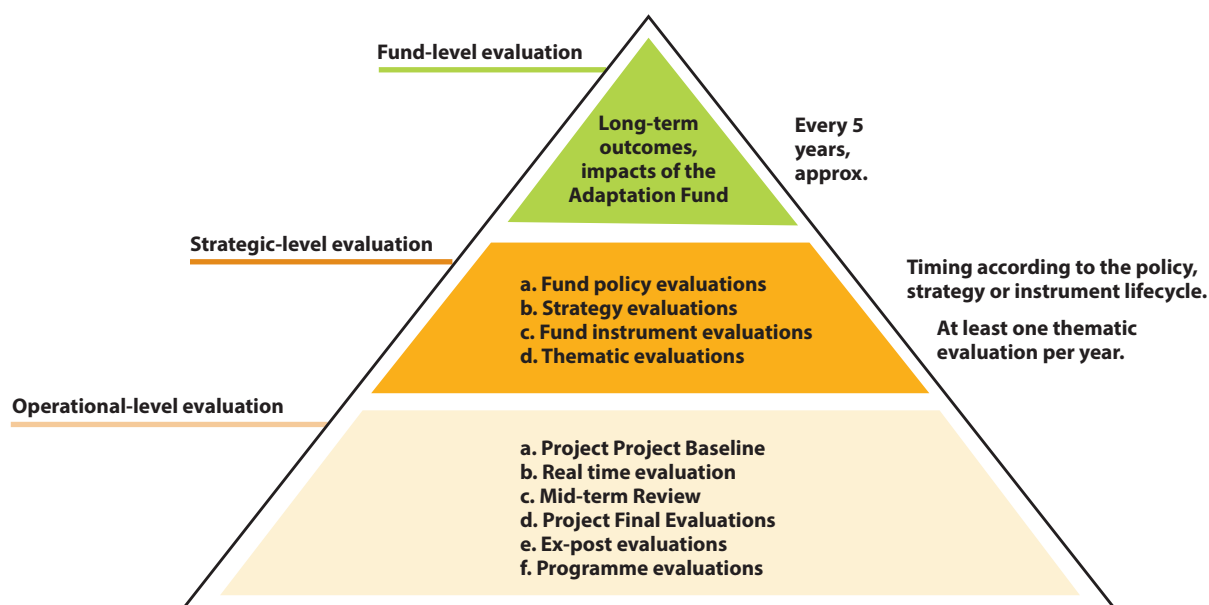 Fund-level evaluation
Long-term
outcomes,
impacts of the
Adaptation Fund
Every 5
years,
approx.
Strategic-level evaluation
a. Fund policy evaluations
b. Strategy evaluations
c. Fund instrument evaluations
d. Thematic evaluations
Timing according to the policy,
strategy or instrument lifecycle.
At least one thematic
evaluation per year.
Operational-level evaluation
a. Project Project Baseline
b. Real time evaluation
c. Mid-term Review
d. Project Final Evaluations
e. Ex-post evaluations
f. Programme evaluations